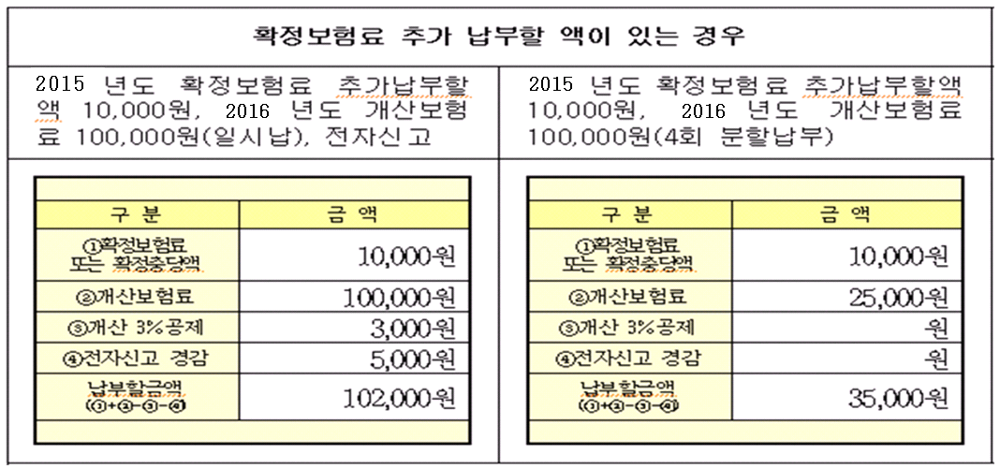 확정보험료 추가 납부할 액이 있는 경우
2015 년도 확정보험료 추가납부할
액 10,000원, 2016 년도 개산보험
료 100,000원(일시납), 전자신고
2015 년도 확정보험료 추가납부할액
10,000원, 2016 년도 개산보험료
100,000원(4회 분할납부)
구 분 금 액
①확정보험료
또는 확정충당액 10,000원
②개산보험료 100,000원
③개산 3%공제 3,000원
④전자신고 경감 5,000원
납부할금액
(①+②-③-④) 102,000원
구 분 금 액
①확정보험료
또는 확정충당액 10,000원
②개산보험료 25,000원
③개산 3%공제 원
④전자신고 경감 원
납부할금액
(①+②-③-④) 35,000원